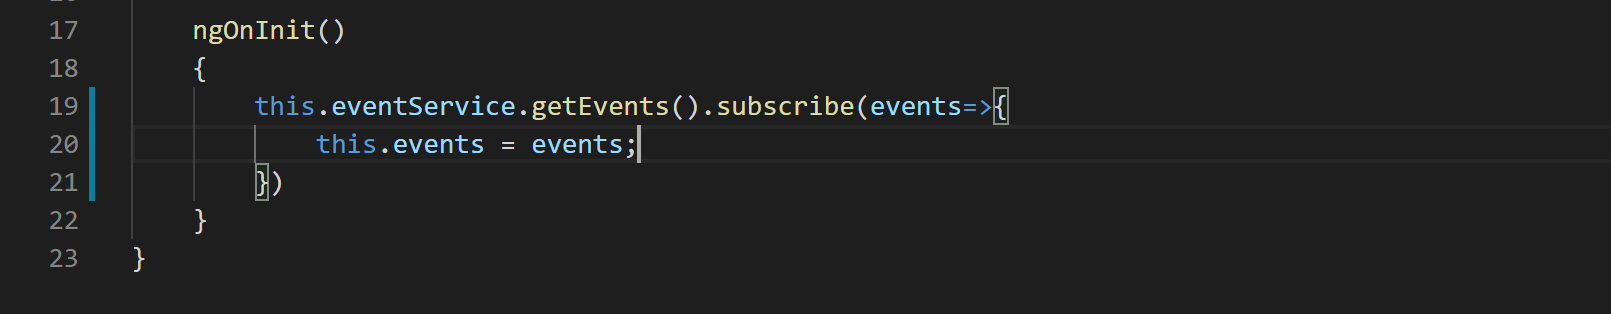 17 ngOnInit()
18 {
19 this.eventService.getEvents().subscribe(events=>{
20 this.events = events;
21 })
22 }
23 }